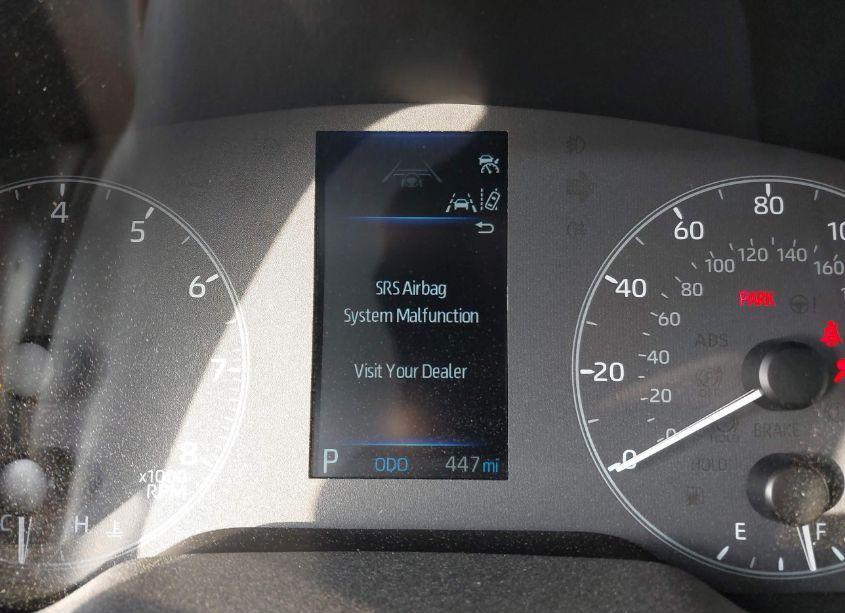 4
5
6
7
8
x1000
RPM
C
H
SRS Airbag
System Malfunction
Visit Your Dealer
P
ODO
447 mi
0
20
40
60
80
0
20
40
60
80
100
120
140
160
PARK
ABS
BRAKE
HOLD
E
F